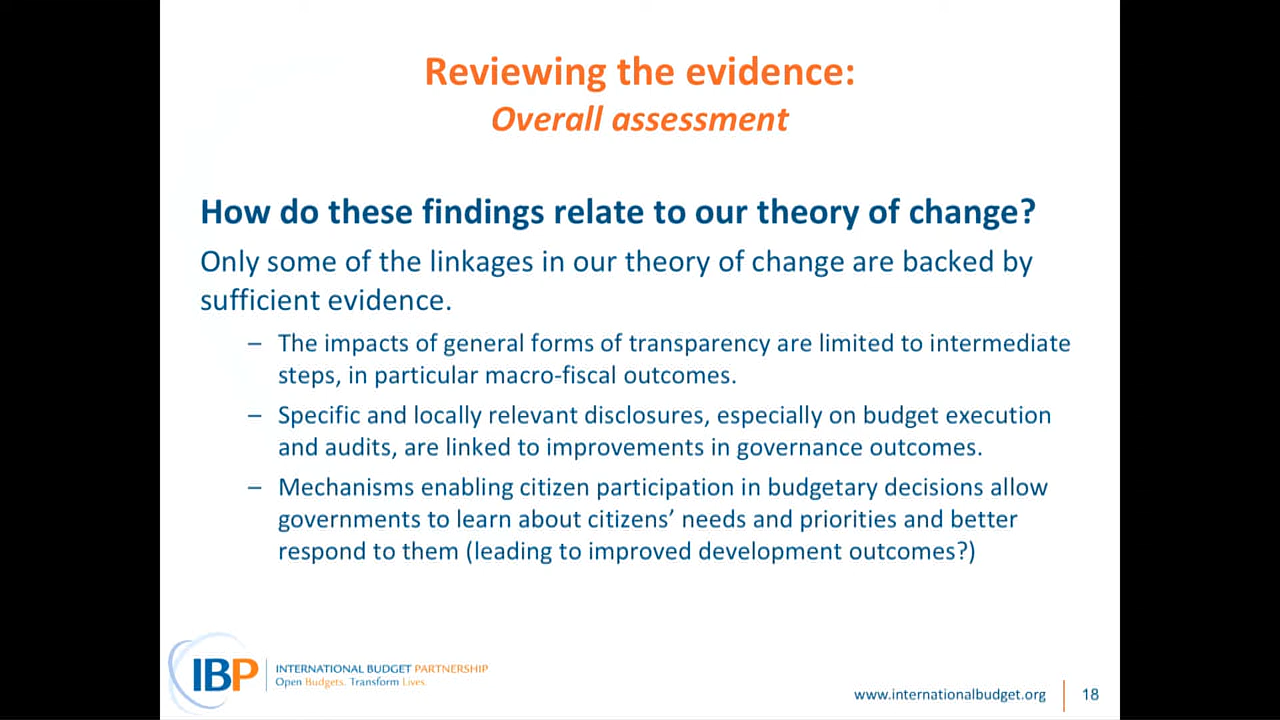 Reviewing the evidence:
Overall assessment
How do these findings relate to our theory of change?
Only some of the linkages in our theory of change are backed by
sufficient evidence.
– The impacts of general forms of transparency are limited to intermediate
steps, in particular macro-fiscal outcomes.
– Specific and locally relevant disclosures, especially on budget execution
and audits, are linked to improvements in governance outcomes.
– Mechanisms enabling citizen participation in budgetary decisions allow
governments to learn about citizens’ needs and priorities and better
respond to them (leading to improved development outcomes?)
IBP
INTERNATIONAL BUDGET PARTNERSHIP
Open Budgets. Transform Lives.
www.internationalbudget.org
18